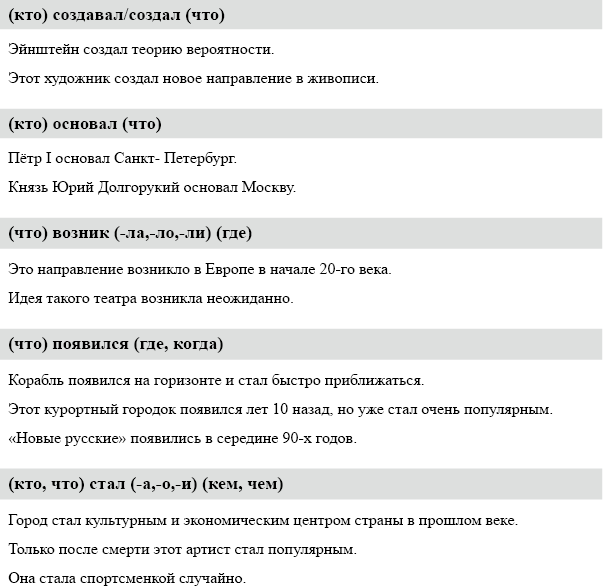 (кто) создавал/создал (что)
Эйнштейн создал теорию вероятности.
Этот художник создал новое направление в живописи.
(кто) основал (что)
Пётр I основал Санкт- Петербург.
Князь Юрий Долгорукий основал Москву.
(что) возник (-ла,-ло,-ли) (где)
Это направление возникло в Европе в начале 20-го века.
Идея такого театра возникла неожиданно.
(что) появился (где, когда)
Корабль появился на горизонте и стал быстро приближаться.
Этот курортный городок появился лет 10 назад, но уже стал очень популярным.
«Новые русские» появились в середине 90-х годов.
(кто, что) стал (-а,-о,-и) (кем, чем)
Город стал культурным и экономическим центром страны в прошлом веке.
Только после смерти этот артист стал популярным.
Она стала спортсменкой случайно.